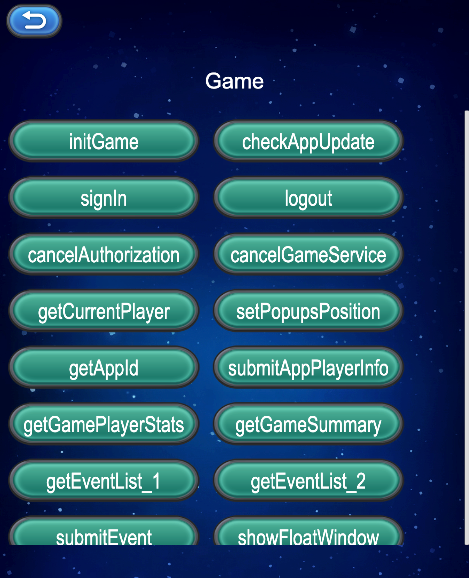 Game
initGame
checkAppUpdate
signIn
logout
cancelAuthorization
cancelGameService
getCurrentPlayer
setPopupsPosition
getAppId
submitAppPlayerInfo
getGamePlayerStats
getGameSummary
getEventList_1
getEventList_2
submitEvent
showFloatWindow